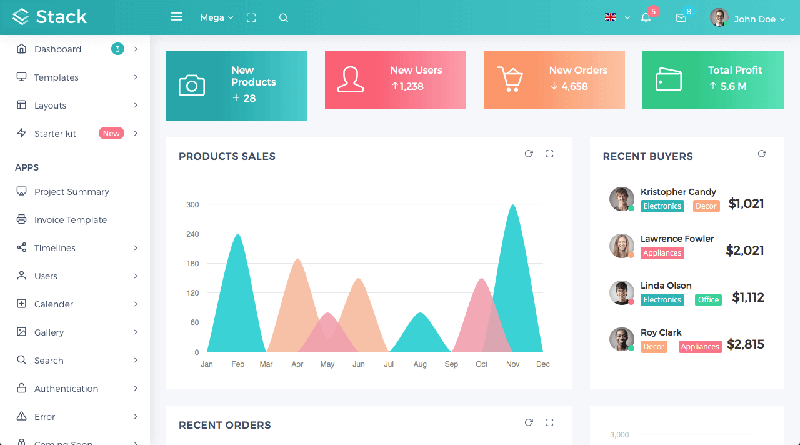 Stack
Mega
5
8
John Doe
Dashboard
3
Templates
Layouts
Starter kit
New
APPS
Project Summary
Invoice Template
Timelines
Users
Calender
Gallery
Search
Authentication
Error
Coming Soon
New
Products
+ 28
New Users
↑1,238
New Orders
↓ 4,658
Total Profit
↑ 5.6 M
PRODUCTS SALES
300
240
180
120
60
0
Jan Feb Mar Apr May Jun Jul Aug Sep Oct Nov Dec
RECENT BUYERS
Kristopher Candy
Electronics Decor $1,021
Lawrence Fowler
Appliances $2,021
Linda Olson
Electronics Office $1,112
Roy Clark
Decor Appliances $2,815
RECENT ORDERS
3,000